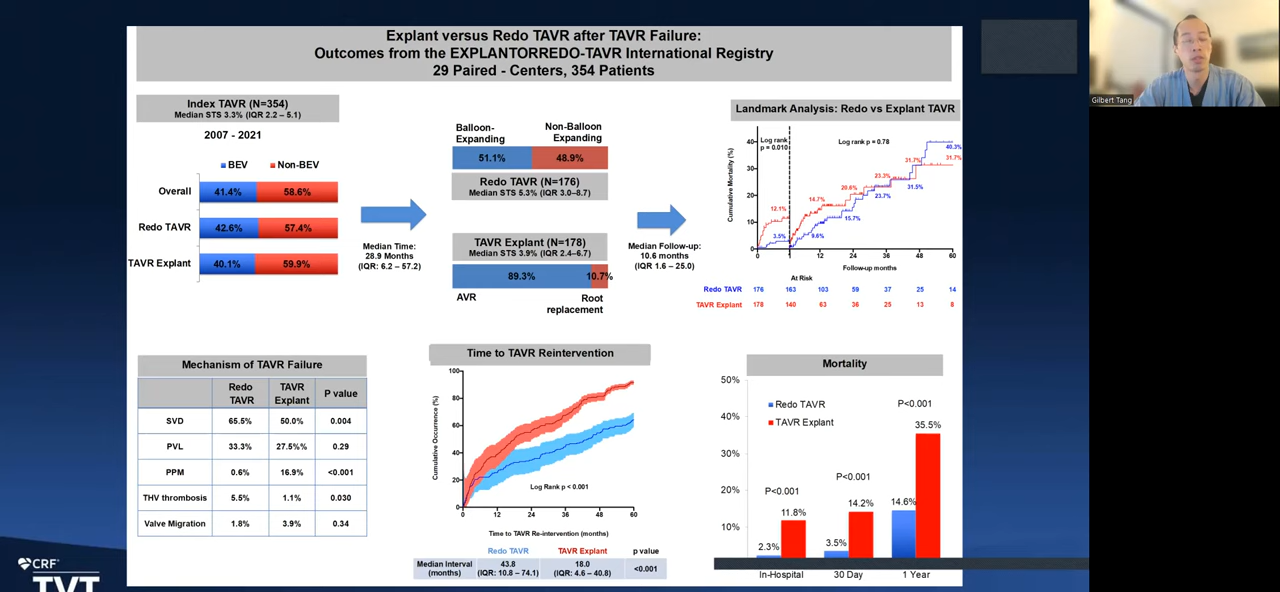 Explant versus Redo TAVR after TAVR Failure:
Outcomes from the EXPLANTORREDO-TAVR International Registry
29 Paired - Centers, 354 Patients
Gilbert Tang
Index TAVR (N=354)
Median STS 3.3% (IQR 2.2 – 5.1)
2007 - 2021
BEV Non-BEV
Overall 41.4% 58.6%
Redo TAVR 42.6% 57.4%
TAVR Explant 40.1% 59.9%
Median Time:
28.9 Months
(IQR: 6.2 – 57.2)
Balloon-
Expanding
Non-Balloon
Expanding
51.1% 48.9%
Redo TAVR (N=176)
Median STS 5.3% (IQR 3.0–8.7)
TAVR Explant (N=178)
Median STS 3.9% (IQR 2.4–6.7)
89.3% 10.7%
AVR
Root
replacement
Median Follow-up:
10.6 months
(IQR 1.6 – 25.0)
Landmark Analysis: Redo vs Explant TAVR
Cumulative Mortality (%)
40
30
20
10
0
Log rank
p = 0.010
Log rank p = 0.78
12.1%
3.5%
14.7%
9.6%
20.6%
15.7%
23.3%
23.7%
31.7%
31.5%
40.3%
31.7%
0 1 12 24 36 48 60
Follow-up months
At Risk
Redo TAVR 176 163 103 59 37 25 14
TAVR Explant 178 140 63 36 25 13 8
Mechanism of TAVR Failure
Redo TAVR TAVR Explant P value
SVD 65.5% 50.0% 0.004
PVL 33.3% 27.5%% 0.29
PPM 0.6% 16.9% <0.001
THV thrombosis 5.5% 1.1% 0.030
Valve Migration 1.8% 3.9% 0.34
Time to TAVR Reintervention
Cumulative Occurrence (%)
100
80
60
40
20
0
Log Rank p < 0.001
0 12 24 36 48 60
Time to TAVR Re-intervention (months)
Redo TAVR TAVR Explant p value
Median Interval (months) 43.8 (IQR: 10.8 – 74.1) 18.0 (IQR: 4.6 – 40.8) <0.001
Mortality
50%
40%
30%
20%
10%
Redo TAVR
TAVR Explant
P<0.001
2.3% 11.8%
P<0.001
3.5% 14.2%
P<0.001
14.6% 35.5%
In-Hospital 30 Day 1 Year
CRF
TVT